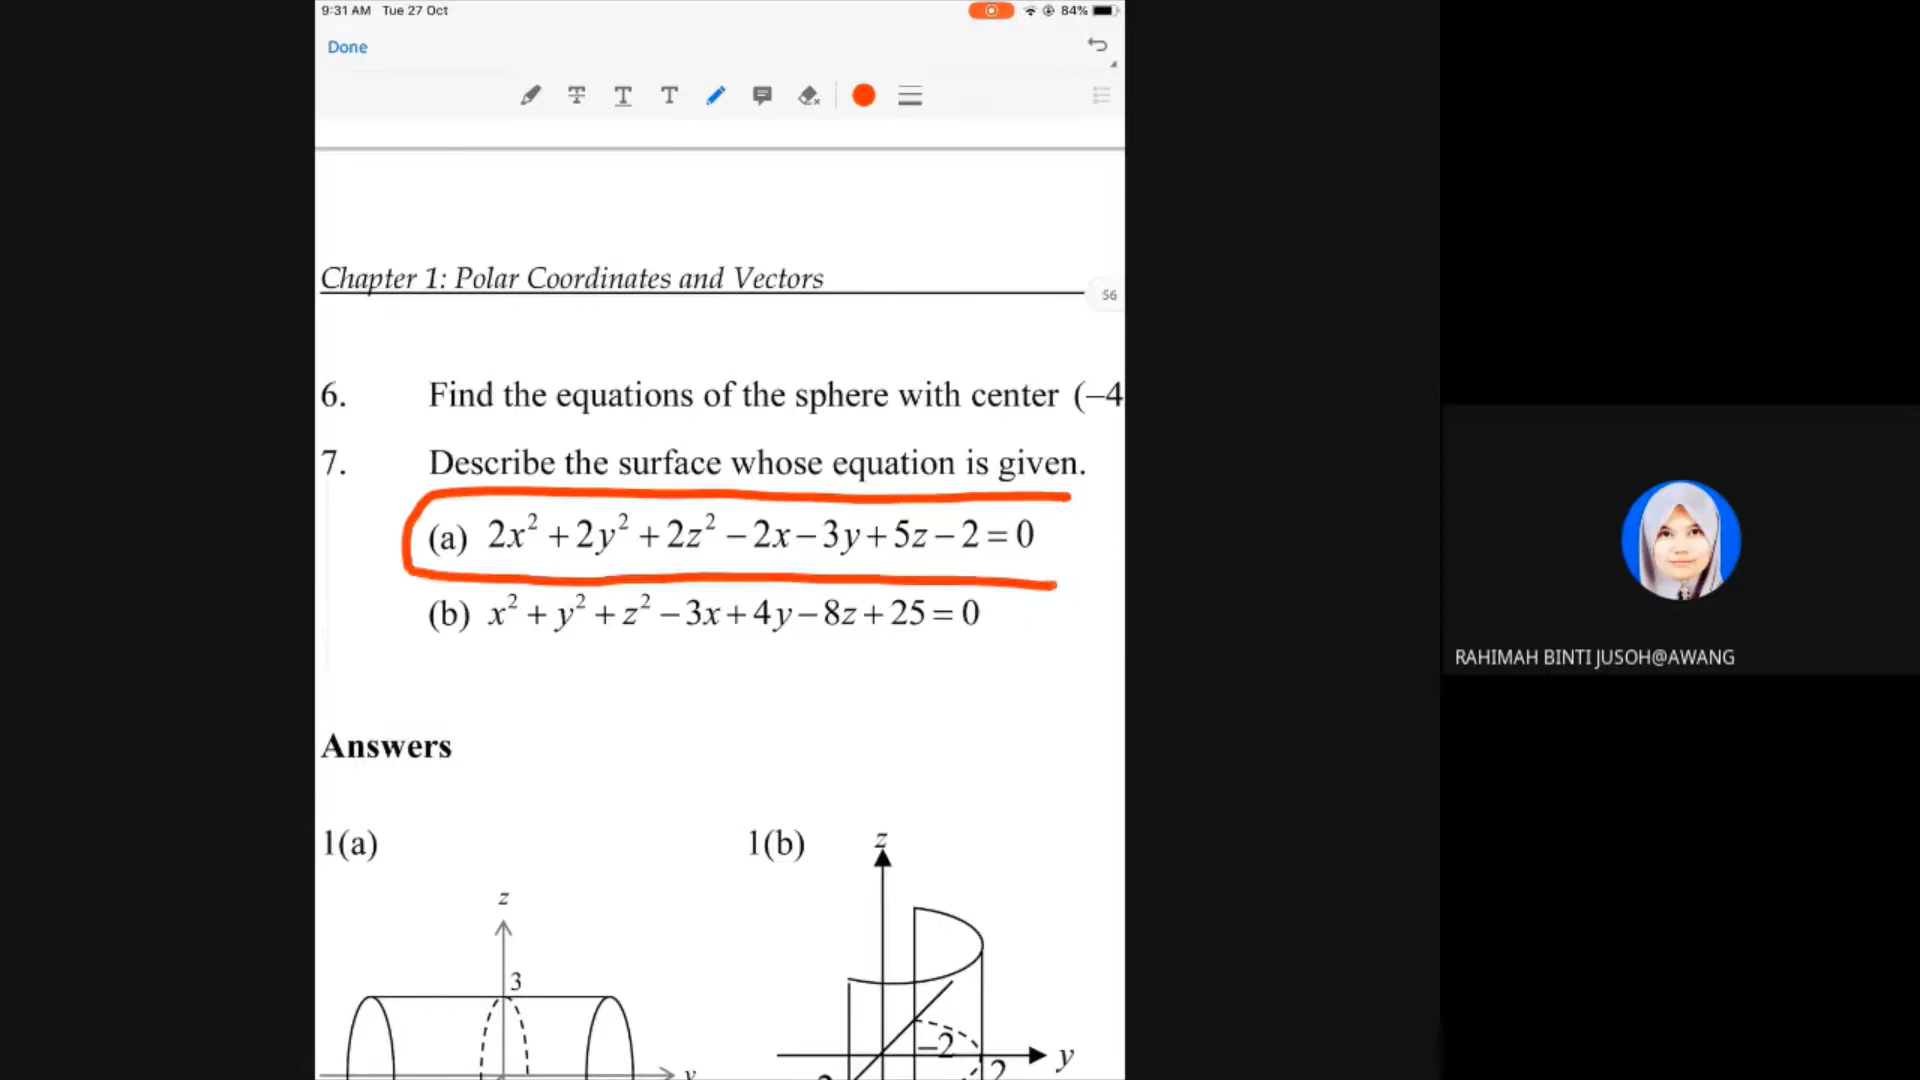 9:31 AM Tue 27 Oct
84%
Done
Chapter 1: Polar Coordinates and Vectors
56
6. Find the equations of the sphere with center (–4
7. Describe the surface whose equation is given.
(a) 2x² + 2y² + 2z² − 2x − 3y + 5z − 2 = 0
(b) x² + y² + z² − 3x + 4y − 8z + 25 = 0
RAHIMAH BINTI JUSOH@AWANG
Answers
1(a)
1(b)
z
z
3
–2
y
2